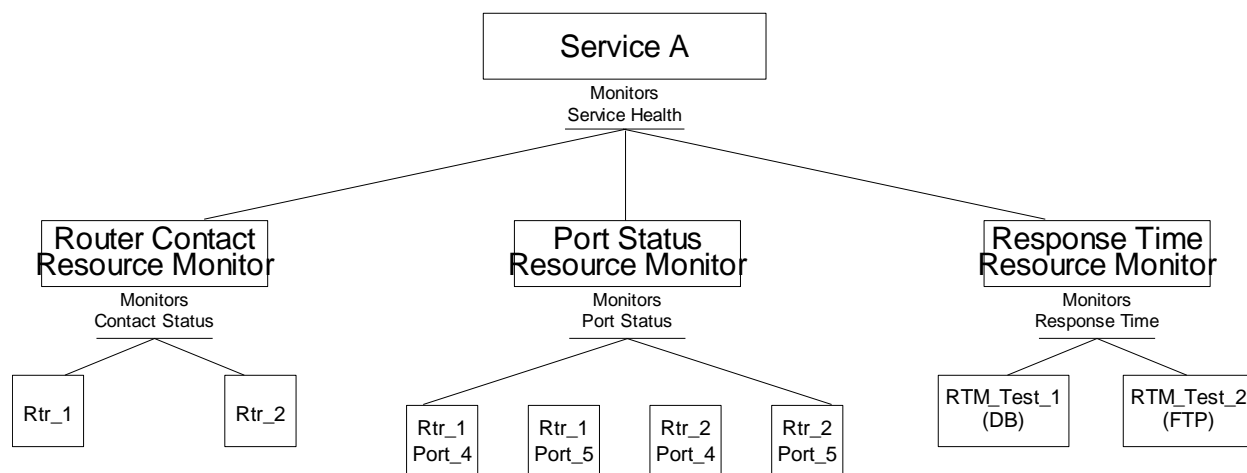 Service A
Monitors
Service Health
Router Contact
Resource Monitor
Monitors
Contact Status
Rtr_1
Rtr_2
Port Status
Resource Monitor
Monitors
Port Status
Rtr_1
Port_4
Rtr_1
Port_5
Rtr_2
Port_4
Rtr_2
Port_5
Response Time
Resource Monitor
Monitors
Response Time
RTM_Test_1
(DB)
RTM_Test_2
(FTP)